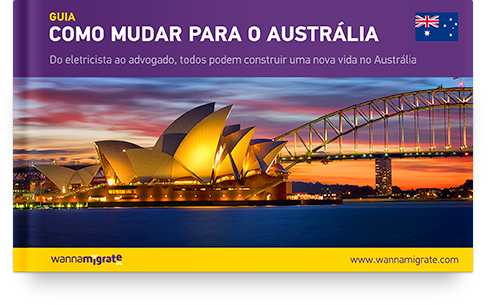 GUIA
COMO MUDAR PARA O AUSTRÁLIA
Do eletricista ao advogado, todos podem construir uma nova vida no Austrália
wannamigrate
www.wannamigrate.com